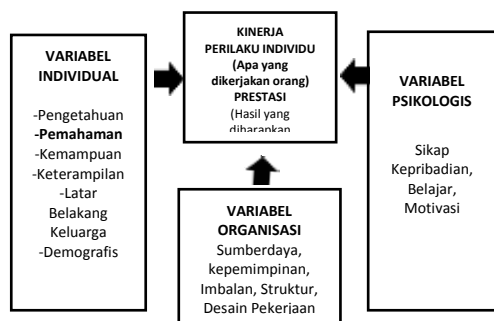 VARIABEL
INDIVIDUAL
-Pengetahuan
-Pemahaman
-Kemampuan
-Keterampilan
-Latar
Belakang
Keluarga
-Demografis
KINERJA
PERILAKU INDIVIDU
(Apa yang
dikerjakan orang)
PRESTASI
(Hasil yang
diharapkan
VARIABEL
PSIKOLOGIS
Sikap
Kepribadian,
Belajar,
Motivasi
VARIABEL
ORGANISASI
Sumberdaya,
kepemimpinan,
Imbalan, Struktur,
Desain Pekerjaan